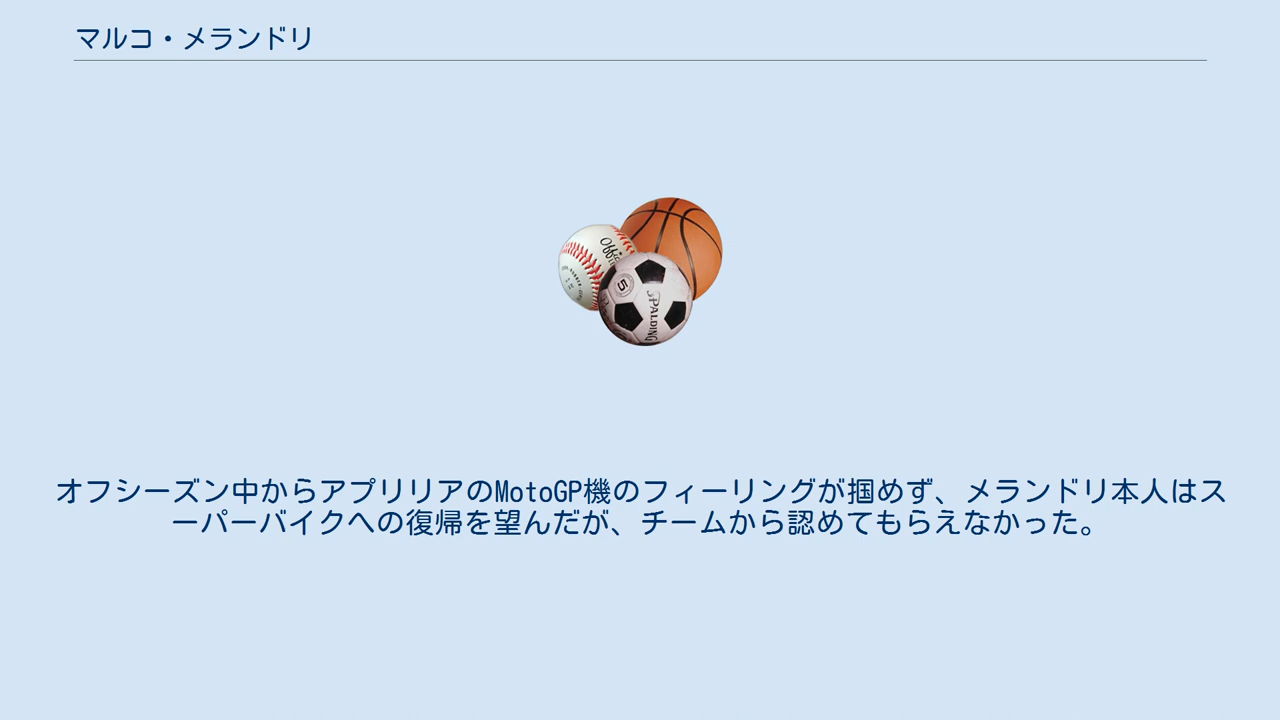 マルコ・メランドリ
Offic
5
SPALDING
オフシーズン中からアプリリアのMotoGP機のフィーリングが掴めず、メランドリ本人はス
ーパーバイクへの復帰を望んだが、チームから認めてもらえなかった。